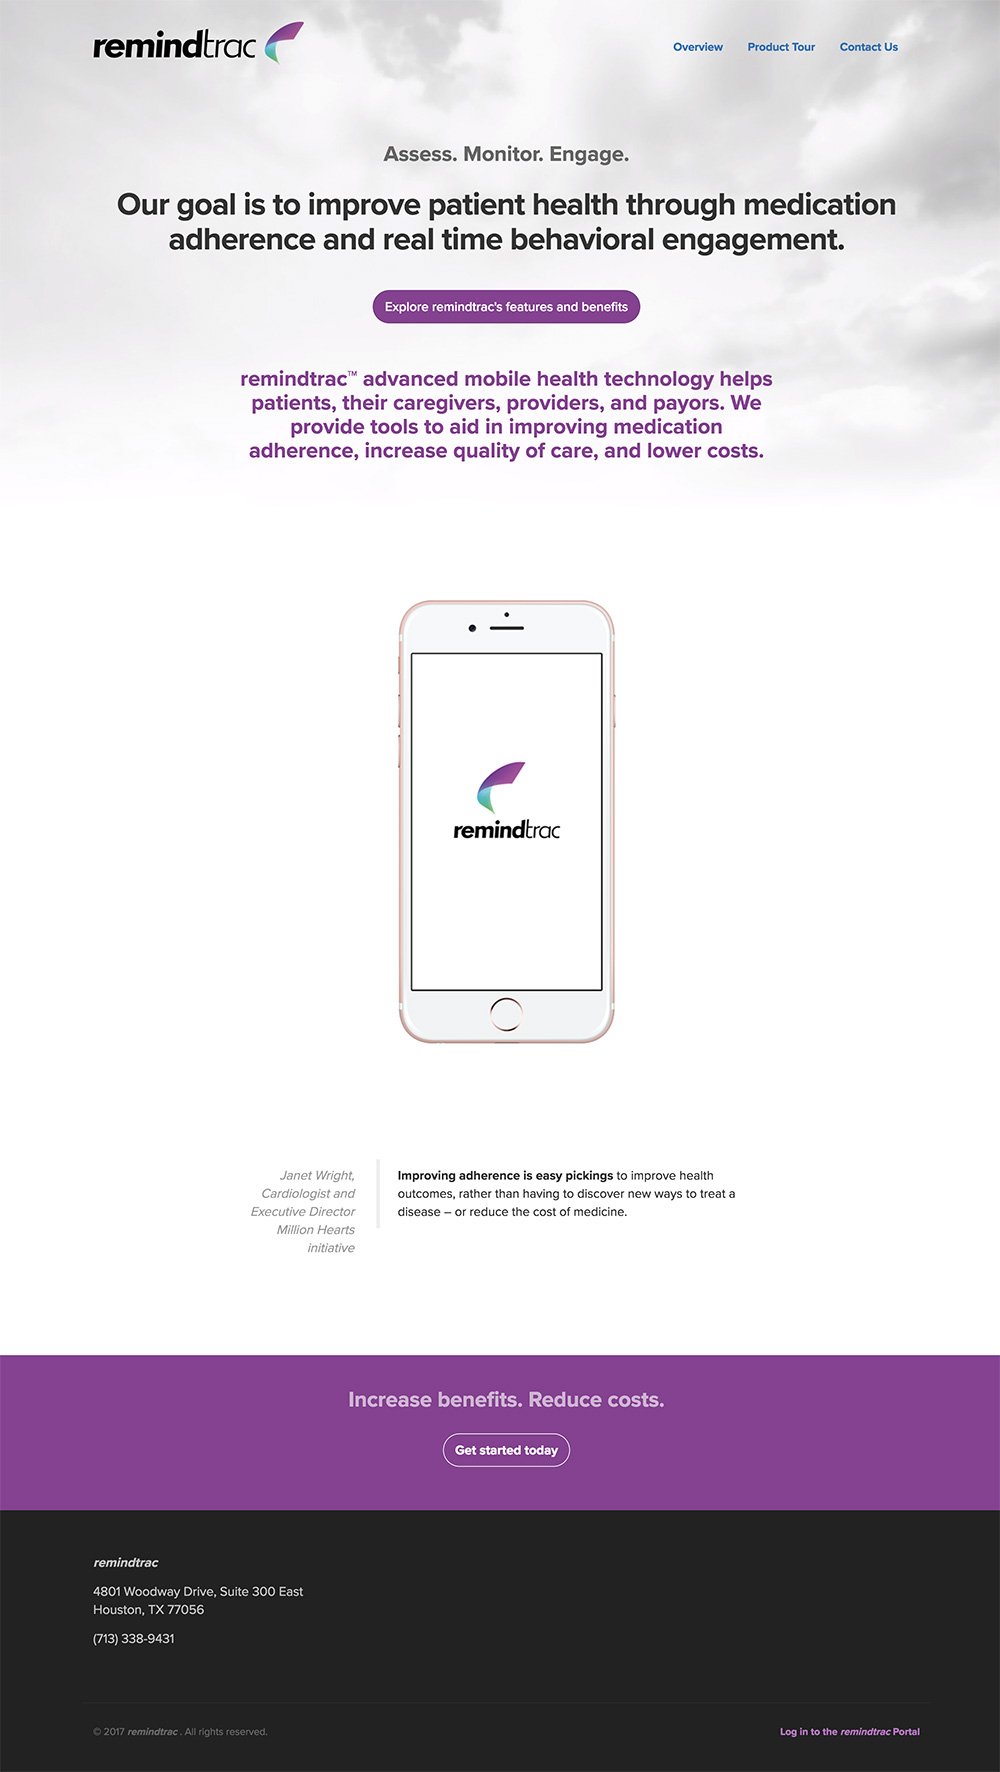 remindtrac
Overview
Product Tour
Contact Us
Assess. Monitor. Engage.
Our goal is to improve patient health through medication
adherence and real time behavioral engagement.
Explore remindtrac's features and benefits
remindtrac™ advanced mobile health technology helps
patients, their caregivers, providers, and payors. We
provide tools to aid in improving medication
adherence, increase quality of care, and lower costs.
remindtrac
Janet Wright,
Cardiologist and
Executive Director
Million Hearts
initiative
Improving adherence is easy pickings to improve health
outcomes, rather than having to discover new ways to treat a
disease – or reduce the cost of medicine.
Increase benefits. Reduce costs.
Get started today
remindtrac
4801 Woodway Drive, Suite 300 East
Houston, TX 77056
(713) 338-9431
© 2017 remindtrac . All rights reserved.
Log in to the remindtrac Portal